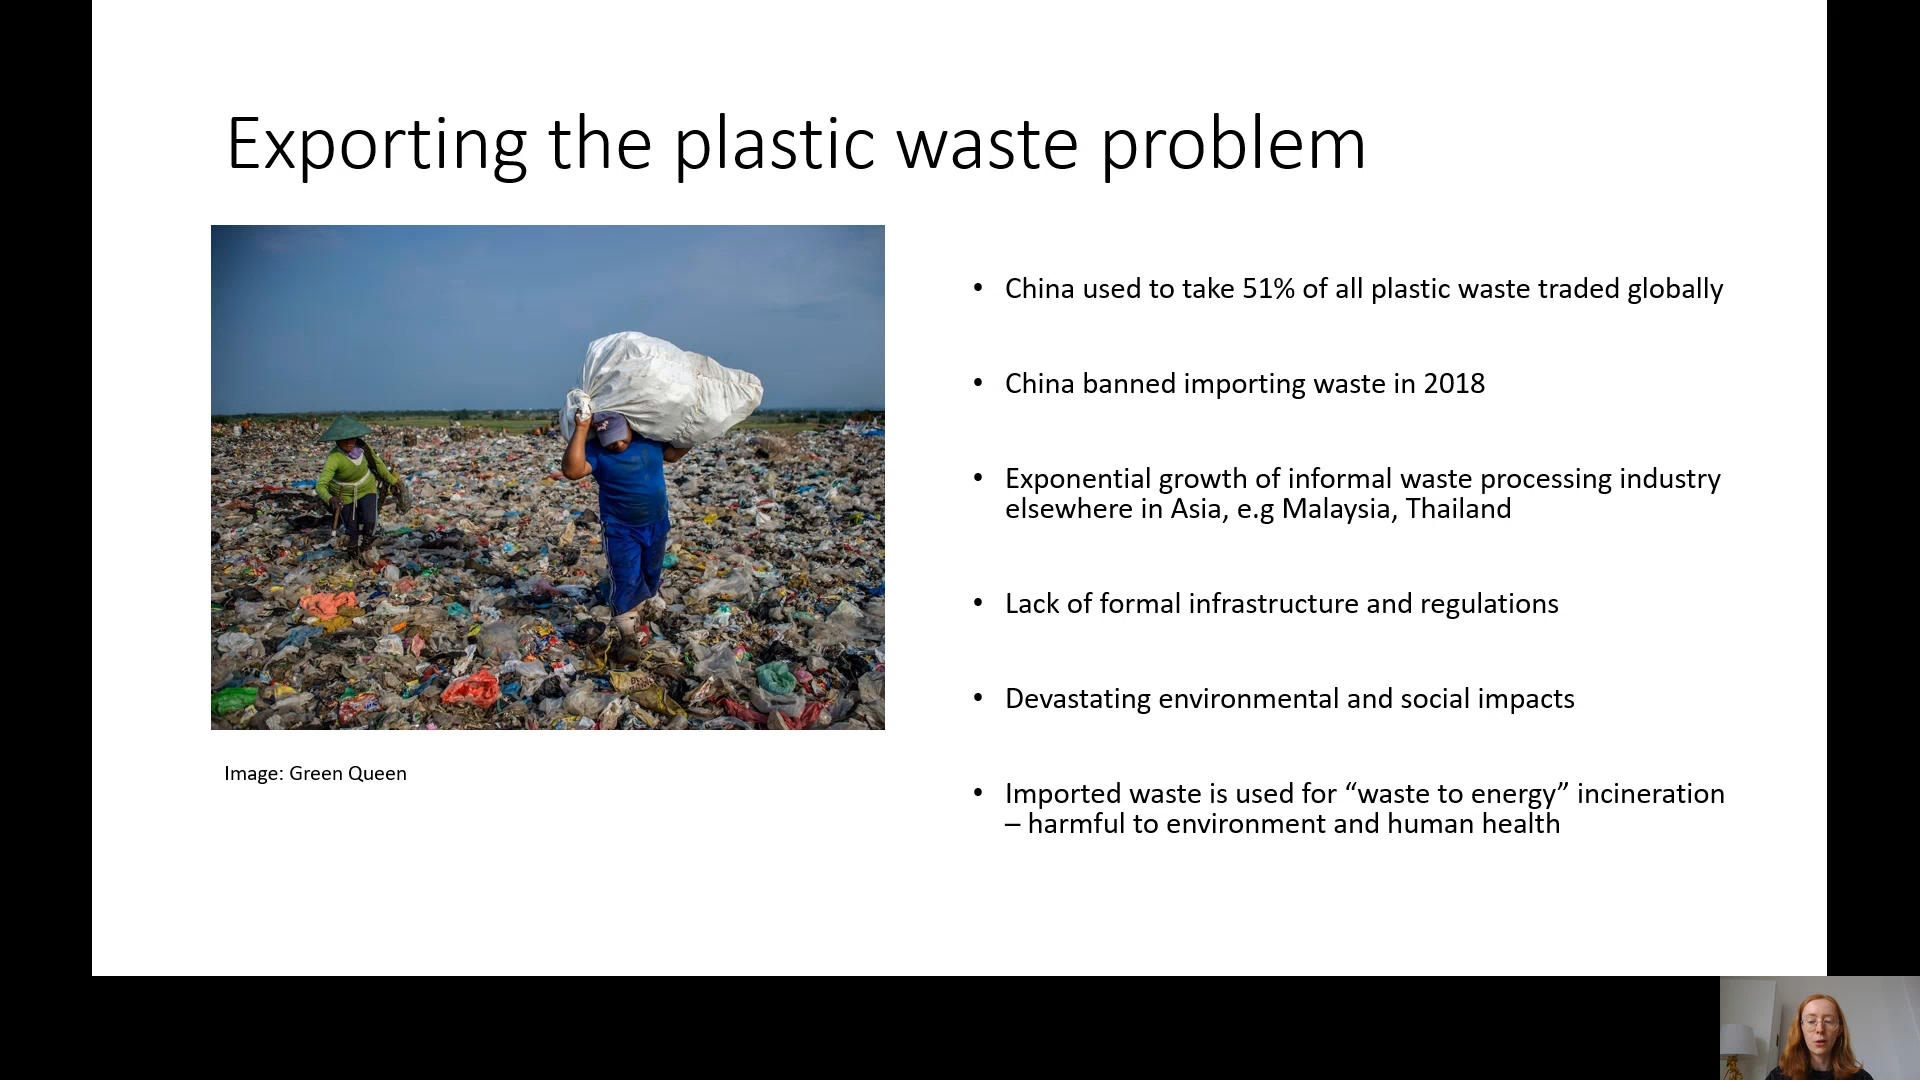 Exporting the plastic waste problem
• China used to take 51% of all plastic waste traded globally
• China banned importing waste in 2018
• Exponential growth of informal waste processing industry
elsewhere in Asia, e.g Malaysia, Thailand
• Lack of formal infrastructure and regulations
• Devastating environmental and social impacts
• Imported waste is used for “waste to energy” incineration
– harmful to environment and human health
Image: Green Queen